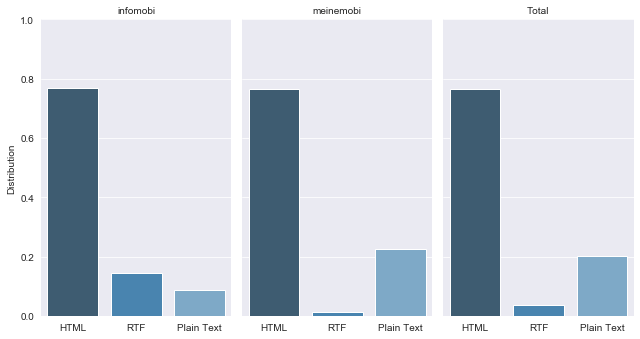 infomobi meinemobi Total
1.0
0.8
0.6
0.4
0.2
0.0
Distribution
HTML RTF Plain Text HTML RTF Plain Text HTML RTF Plain Text